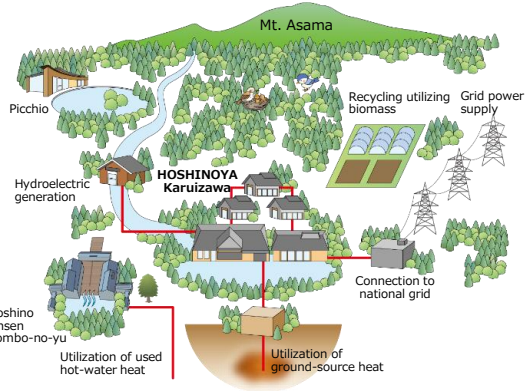 Mt. Asama
Picchio
Recycling utilizing
biomass
Grid power
supply
HOSHINOYA
Karuizawa
Hydroelectric
generation
Connection to
national grid
oshino
nsen
ombo-no-yu
Utilization of used
hot-water heat
Utilization of
ground-source heat